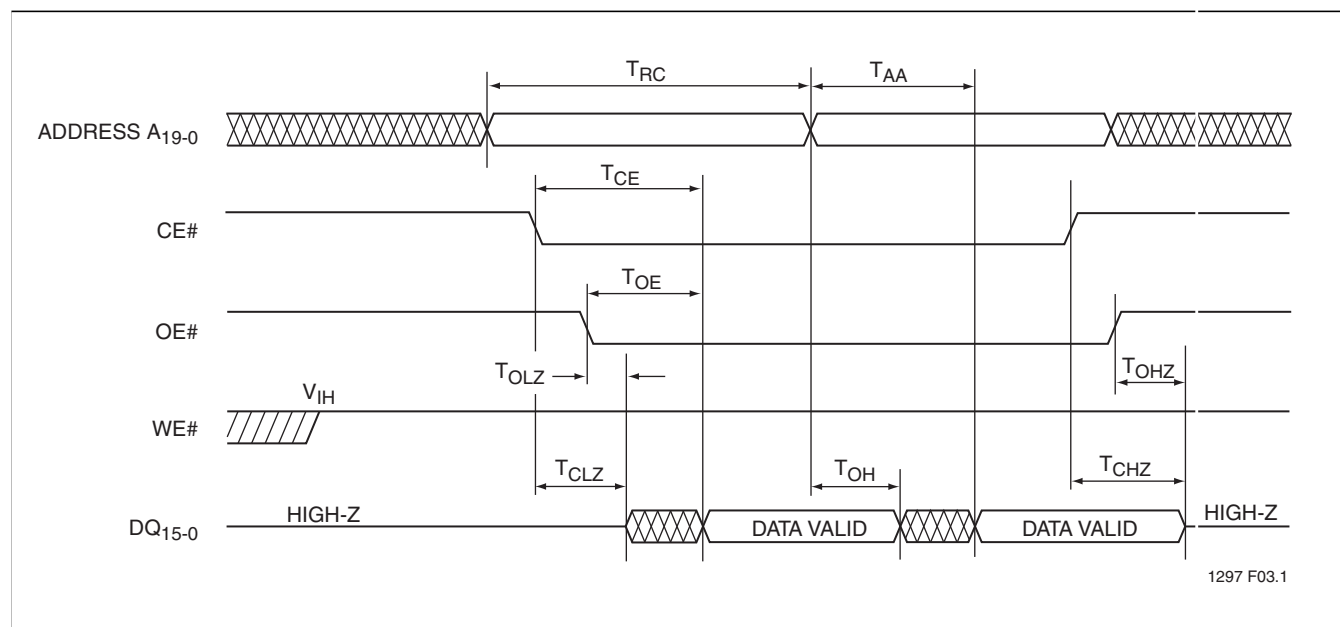 TRC TAA
ADDRESS A19-0
TCE
CE#
TOE
OE#
TOLZ TOHZ
VIH
WE#
TCLZ TOH TCHZ
DQ15-0 HIGH-Z DATA VALID DATA VALID HIGH-Z
1297 F03.1